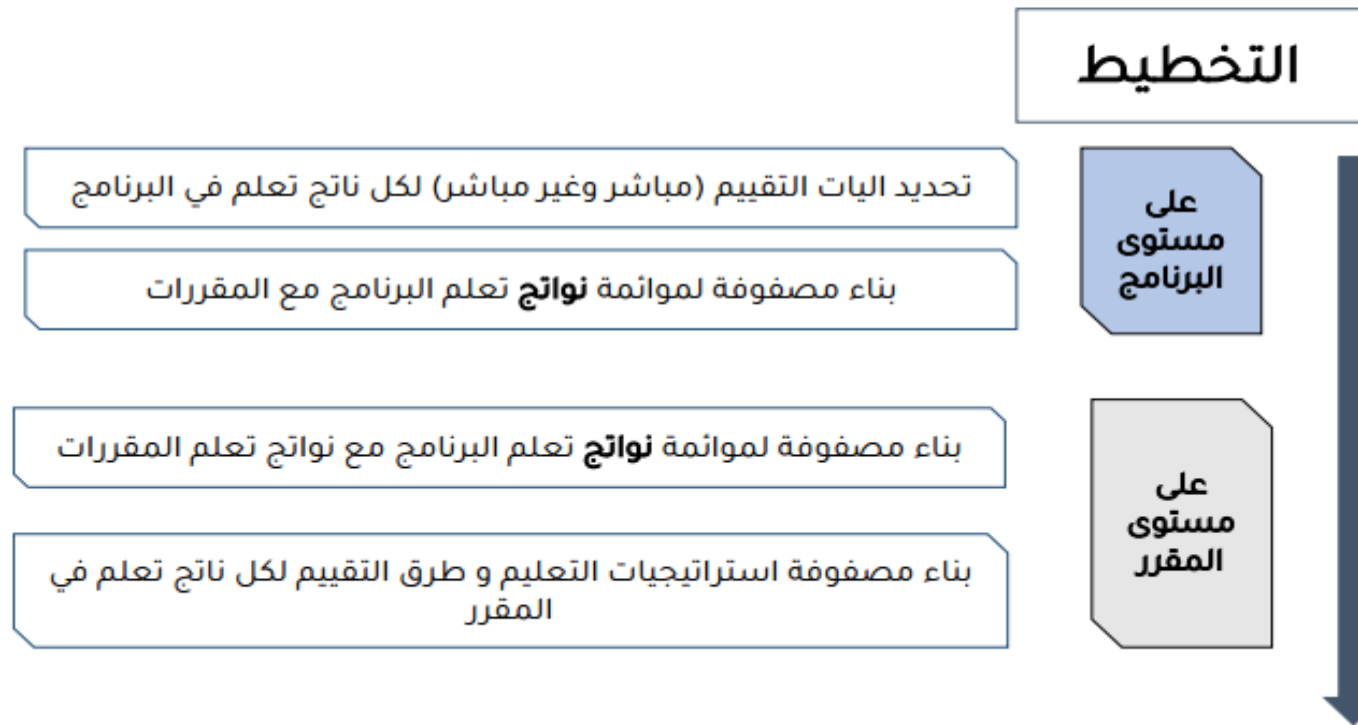 التخطيط
على
مستوى
البرنامج
تحديد اليات التقييم (مباشر وغير مباشر) لكل ناتج تعلم في البرنامج
بناء مصفوفة لموائمة نواتج تعلم البرنامج مع المقررات
على
مستوى
المقرر
بناء مصفوفة لموائمة نواتج تعلم البرنامج مع نواتج تعلم المقررات
بناء مصفوفة استراتيجيات التعليم و طرق التقييم لكل ناتج تعلم في
المقرر